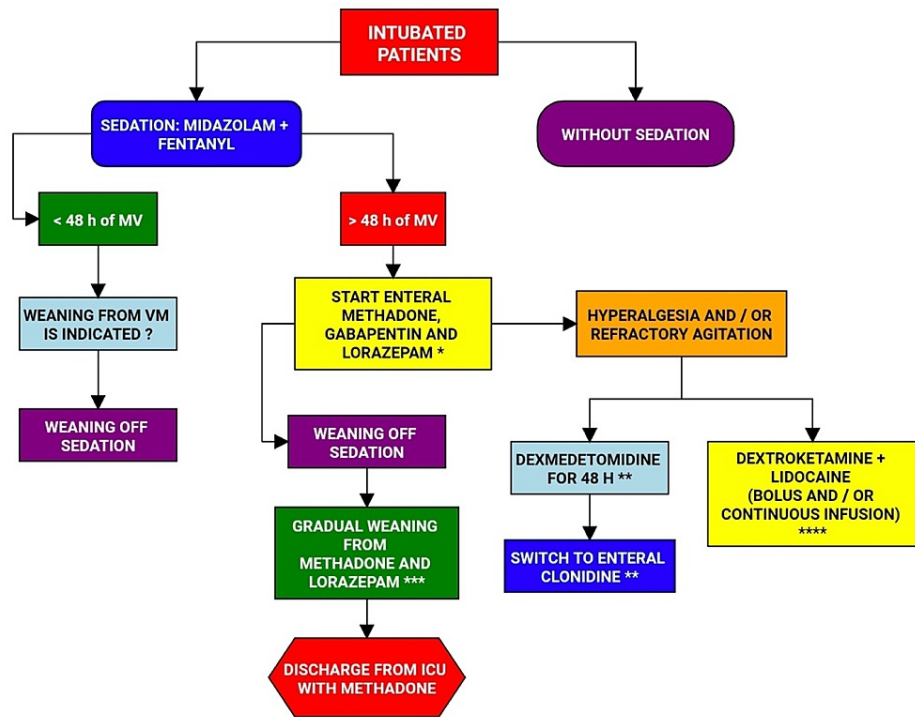 INTUBATED
PATIENTS
SEDATION: MIDAZOLAM +
FENTANYL
WITHOUT SEDATION
< 48 h of MV
> 48 h of MV
WEANING FROM VM
IS INDICATED ?
START ENTERAL
METHADONE,
GABAPENTIN AND
LORAZEPAM *
HYPERALGESIA AND / OR
REFRACTORY AGITATION
WEANING OFF
SEDATION
WEANING OFF
SEDATION
DEXMEDETOMIDINE
FOR 48 H **
DEXTROKETAMINE +
LIDOCAINE
(BOLUS AND / OR
CONTINUOUS INFUSION)
****
GRADUAL WEANING
FROM
METHADONE AND
LORAZEPAM ***
SWITCH TO ENTERAL
CLONIDINE **
DISCHARGE FROM ICU
WITH METHADONE